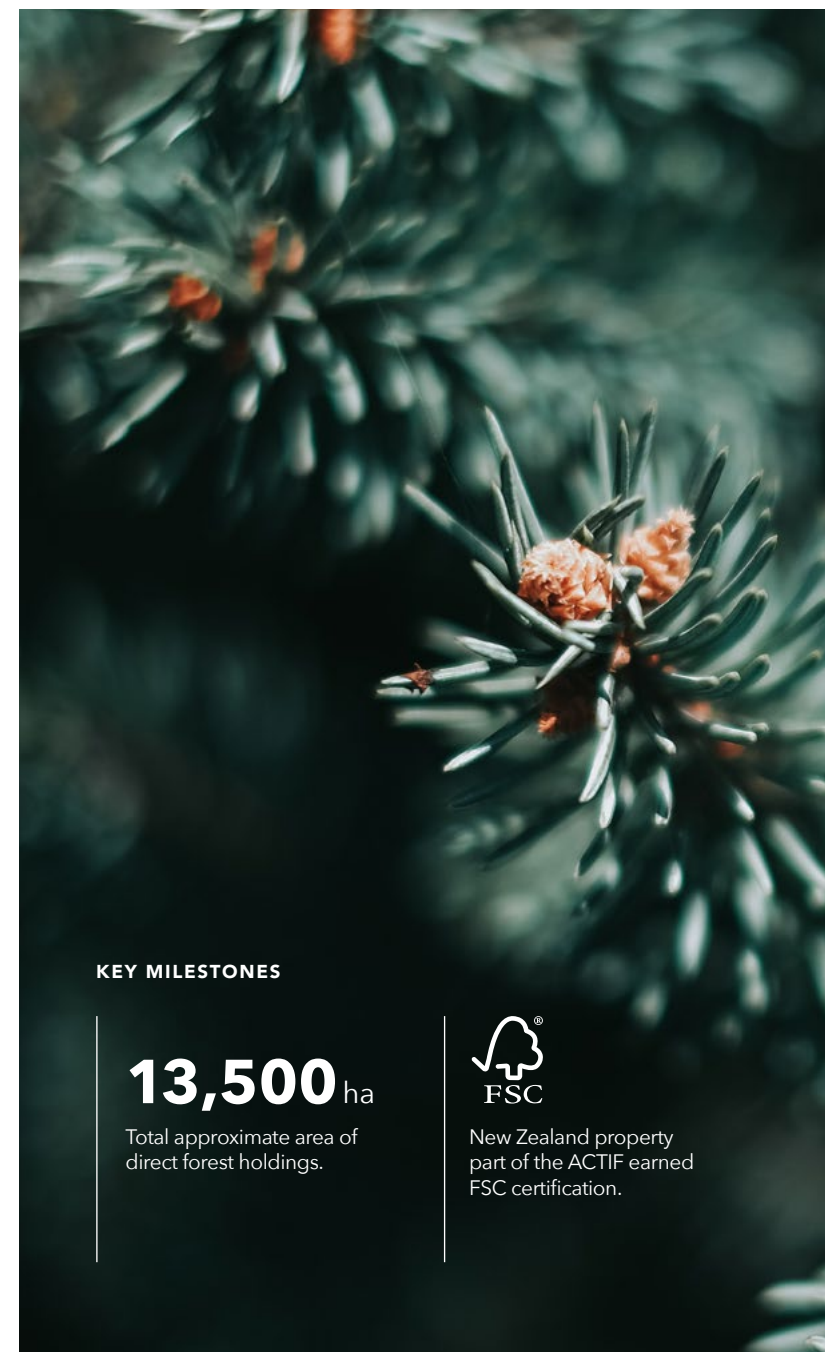 KEY MILESTONES
13,500 ha
Total approximate area of
direct forest holdings.
®
FSC
New Zealand property
part of the ACTIF earned
FSC certification.